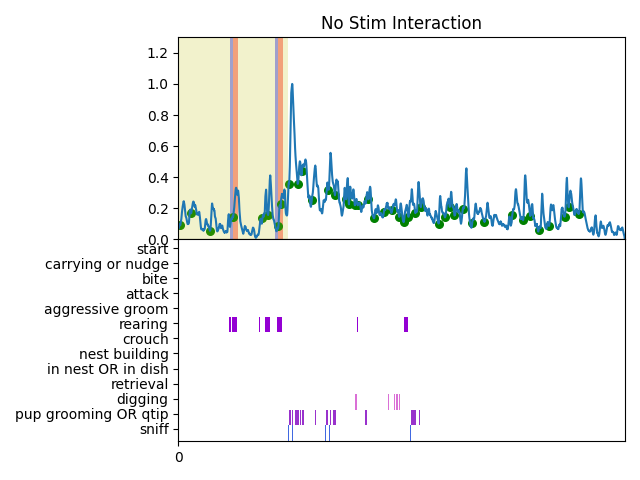 No Stim Interaction
1.2
1.0
0.8
0.6
0.4
0.2
0.0
start
carrying or nudge
bite
attack
aggressive groom
rearing
crouch
nest building
in nest OR in dish
retrieval
digging
pup grooming OR qtip
sniff
0